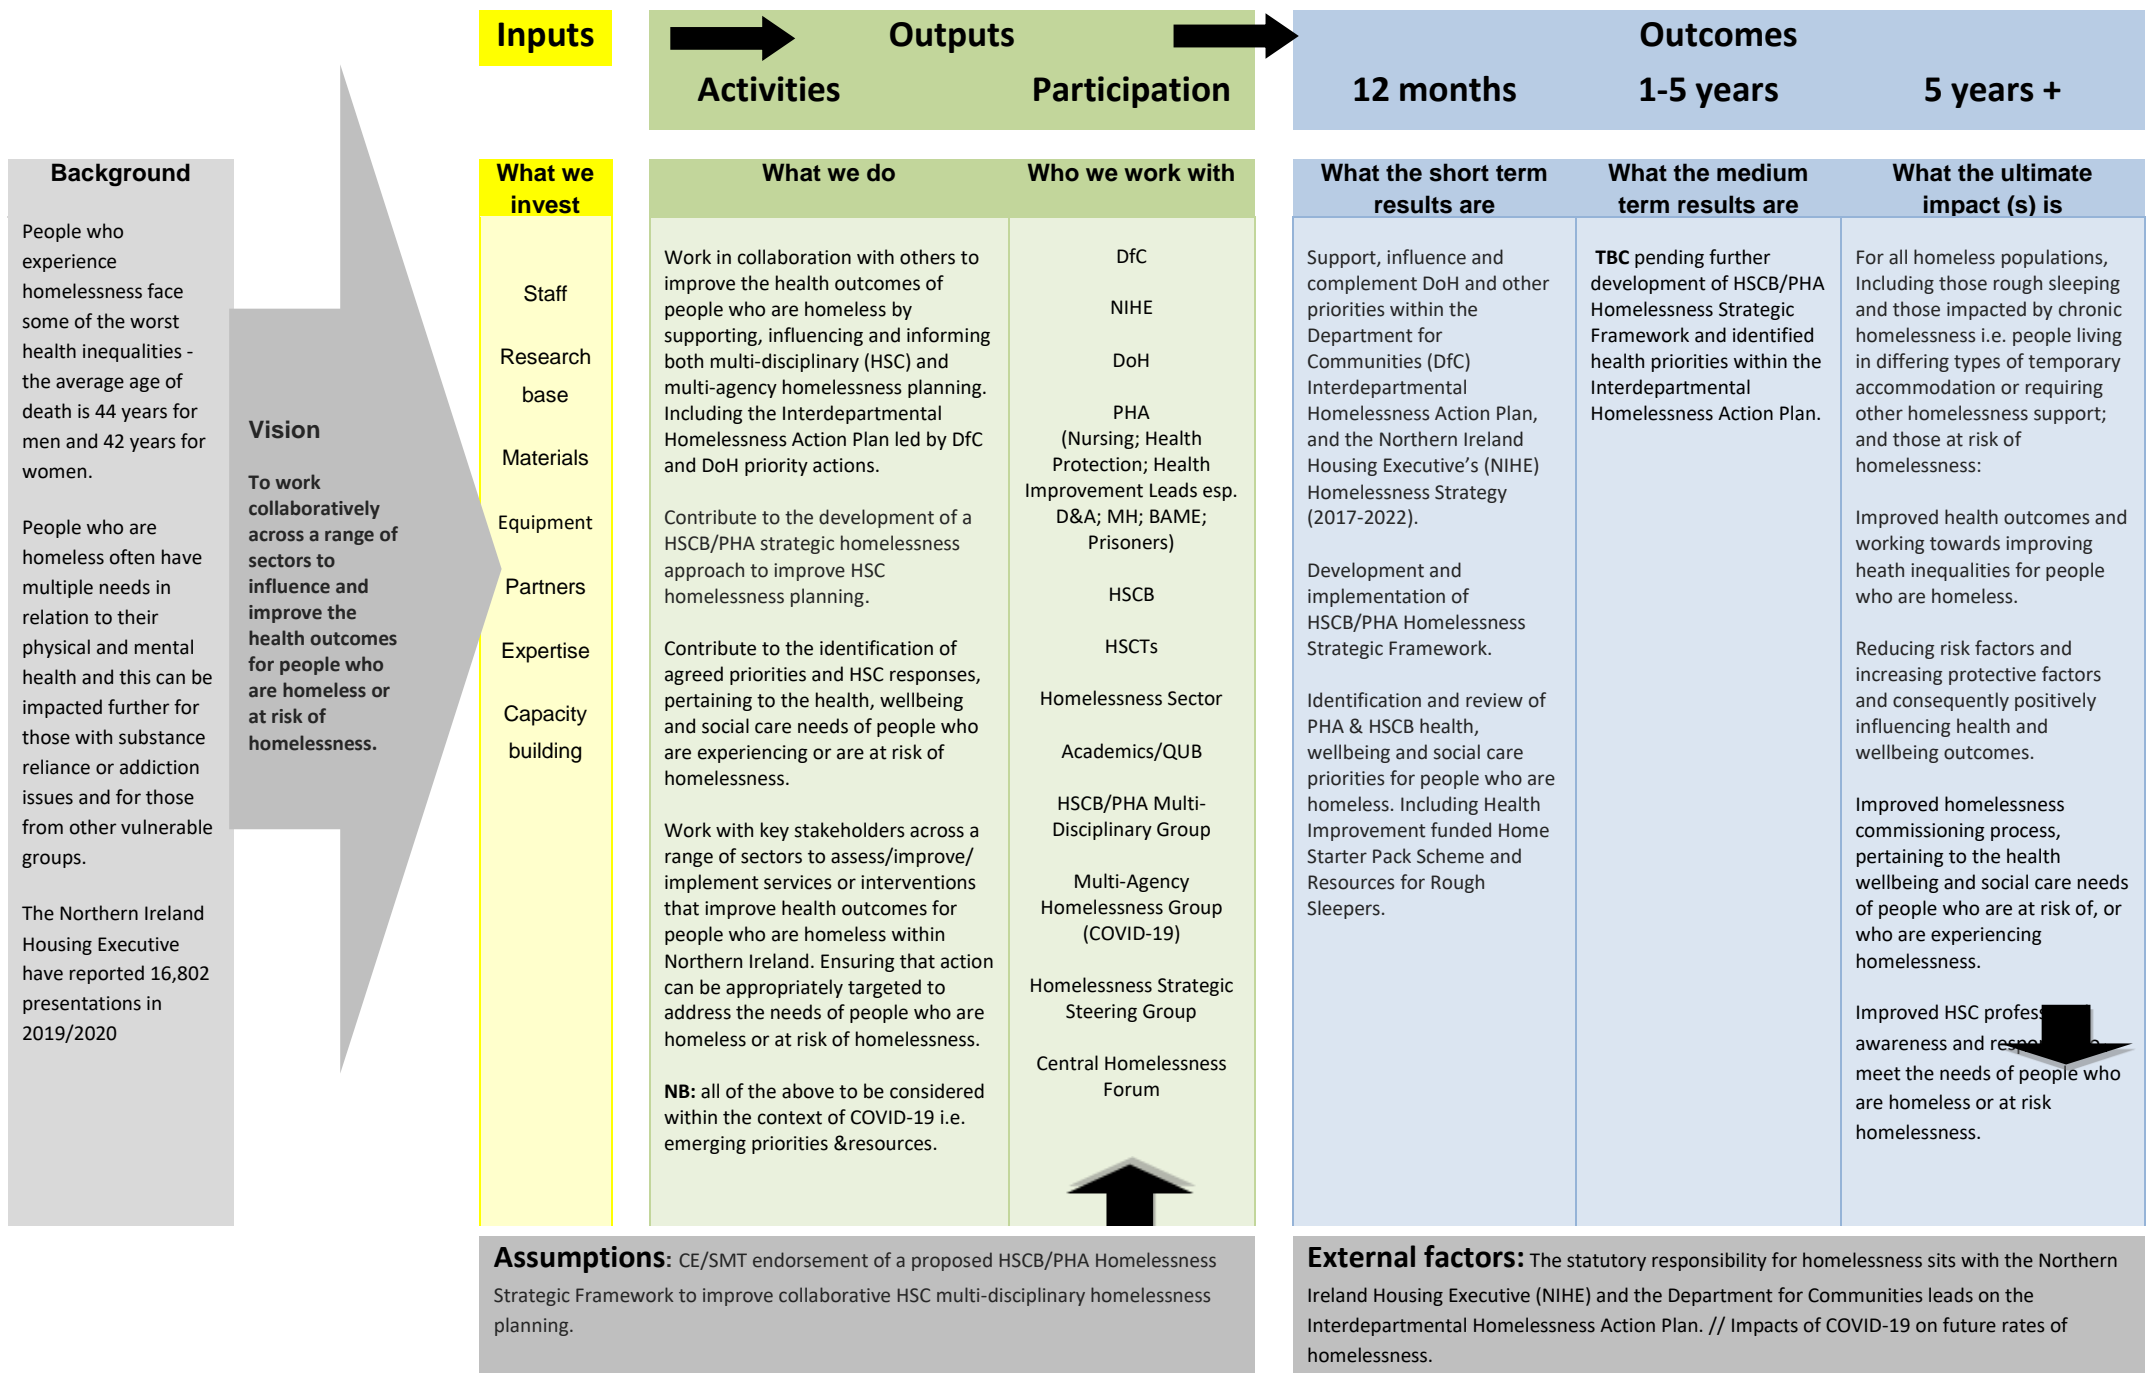 Inputs
Outputs
Activities
Participation
Outcomes
12 months
1-5 years
5 years +
Background
People who
experience
homelessness face
some of the worst
health inequalities -
the average age of
death is 44 years for
men and 42 years for
women.
People who are
homeless often have
multiple needs in
relation to their
physical and mental
health and this can be
impacted further for
those with substance
reliance or addiction
issues and for those
from other vulnerable
groups.
The Northern Ireland
Housing Executive
have reported 16,802
presentations in
2019/2020
Vision
To work
collaboratively
across a range of
sectors to
influence and
improve the
health outcomes
for people who
are homeless or
at risk of
homelessness.
What we
invest
Staff
Research
base
Materials
Equipment
Partners
Expertise
Capacity
building
What we do
Work in collaboration with others to
improve the health outcomes of
people who are homeless by
supporting, influencing and informing
both multi-disciplinary (HSC) and
multi-agency homelessness planning.
Including the Interdepartmental
Homelessness Action Plan led by DfC
and DoH priority actions.
Contribute to the development of a
HSCB/PHA strategic homelessness
approach to improve HSC
homelessness planning.
Contribute to the identification of
agreed priorities and HSC responses,
pertaining to the health, wellbeing
and social care needs of people who
are experiencing or are at risk of
homelessness.
Work with key stakeholders across a
range of sectors to assess/improve/
implement services or interventions
that improve health outcomes for
people who are homeless within
Northern Ireland. Ensuring that action
can be appropriately targeted to
address the needs of people who are
homeless or at risk of homelessness.
NB: all of the above to be considered
within the context of COVID-19 i.e.
emerging priorities &resources.
Who we work with
DfC
NIHE
DoH
PHA
(Nursing; Health
Protection; Health
Improvement Leads esp.
D&A; MH; BAME;
Prisoners)
HSCB
HSCTs
Homelessness Sector
Academics/QUB
HSCB/PHA Multi-
Disciplinary Group
Multi-Agency
Homelessness Group
(COVID-19)
Homelessness Strategic
Steering Group
Central Homelessness
Forum
What the short term
results are
Support, influence and
complement DoH and other
priorities within the
Department for
Communities (DfC)
Interdepartmental
Homelessness Action Plan,
and the Northern Ireland
Housing Executive's (NIHE)
Homelessness Strategy
(2017-2022).
Development and
implementation of
HSCB/PHA Homelessness
Strategic Framework.
Identification and review of
PHA & HSCB health,
wellbeing and social care
priorities for people who are
homeless. Including Health
Improvement funded Home
Starter Pack Scheme and
Resources for Rough
Sleepers.
What the medium
term results are
TBC pending further
development of HSCB/PHA
Homelessness Strategic
Framework and identified
health priorities within the
Interdepartmental
Homelessness Action Plan.
What the ultimate
impact (s) is
For all homeless populations,
Including those rough sleeping
and those impacted by chronic
homelessness i.e. people living
in differing types of temporary
accommodation or requiring
other homelessness support;
and those at risk of
homelessness:
Improved health outcomes and
working towards improving
heath inequalities for people
who are homeless.
Reducing risk factors and
increasing protective factors
and consequently positively
influencing health and
wellbeing outcomes.
Improved homelessness
commissioning process,
pertaining to the health
wellbeing and social care needs
of people who are at risk of, or
who are experiencing
homelessness.
Improved HSC
awareness and
meet the needs of people who
are homeless or at risk
homelessness.
Assumptions: CE/SMT endorsement of a proposed HSCB/PHA Homelessness
Strategic Framework to improve collaborative HSC multi-disciplinary homelessness
planning.
External factors: The statutory responsibility for homelessness sits with the Northern
Ireland Housing Executive (NIHE) and the Department for Communities leads on the
Interdepartmental Homelessness Action Plan. // Impacts of COVID-19 on future rates of
homelessness.